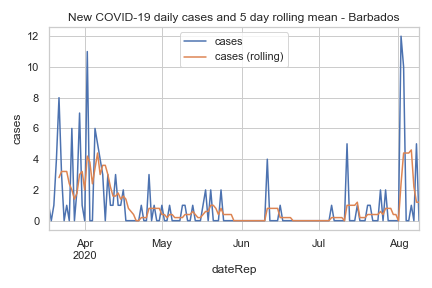 New COVID-19 daily cases and 5 day rolling mean - Barbados
cases
cases (rolling)
12
10
8
6
4
2
0
cases
Apr
2020
May
Jun
Jul
Aug
dateRep